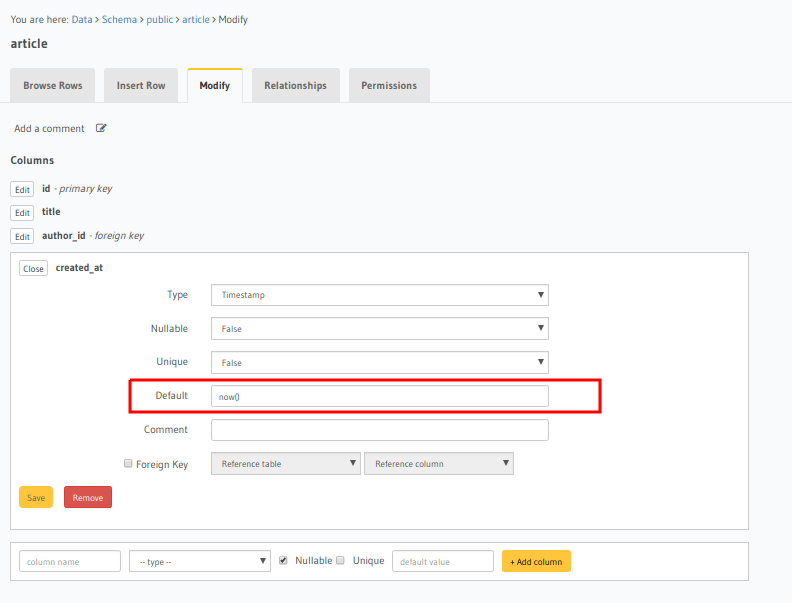 You are here: Data > Schema > public > article > Modify
article
Browse Rows Insert Row Modify Relationships Permissions
Add a comment
Columns
Edit id - primary key
Edit title
Edit author_id - foreign key
Close created_at
Type Timestamp
Nullable False
Unique False
Default now()
Comment
Foreign Key Reference table Reference column
Save Remove
column name -- type -- Nullable Unique default value + Add column